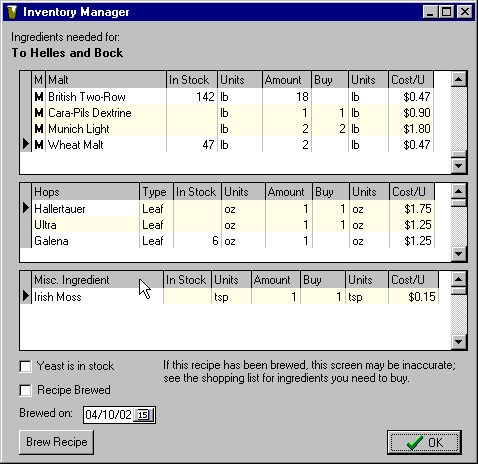 Inventory Manager
Ingredients needed for:
To Helles and Bock
M Malt In Stock Units Amount Buy Units Cost/U
M British Two-Row 142 lb 18 lb $0.47
M Cara-Pils Dextrine lb 1 1 lb $0.90
M Munich Light lb 2 2 lb $1.80
M Wheat Malt 47 lb 2 lb $0.47
Hops Type In Stock Units Amount Buy Units Cost/U
Hallertauer Leaf oz 1 1 oz $1.75
Ultra Leaf oz 1 1 oz $1.25
Galena Leaf 6 oz 1 oz $1.25
Misc. Ingredient In Stock Units Amount Buy Units Cost/U
Irish Moss tsp 1 1 tsp $0.15
Yeast is in stock
If this recipe has been brewed, this screen may be inaccurate;
see the shopping list for ingredients you need to buy.
Recipe Brewed
Brewed on: 04/10/02 15
Brew Recipe OK